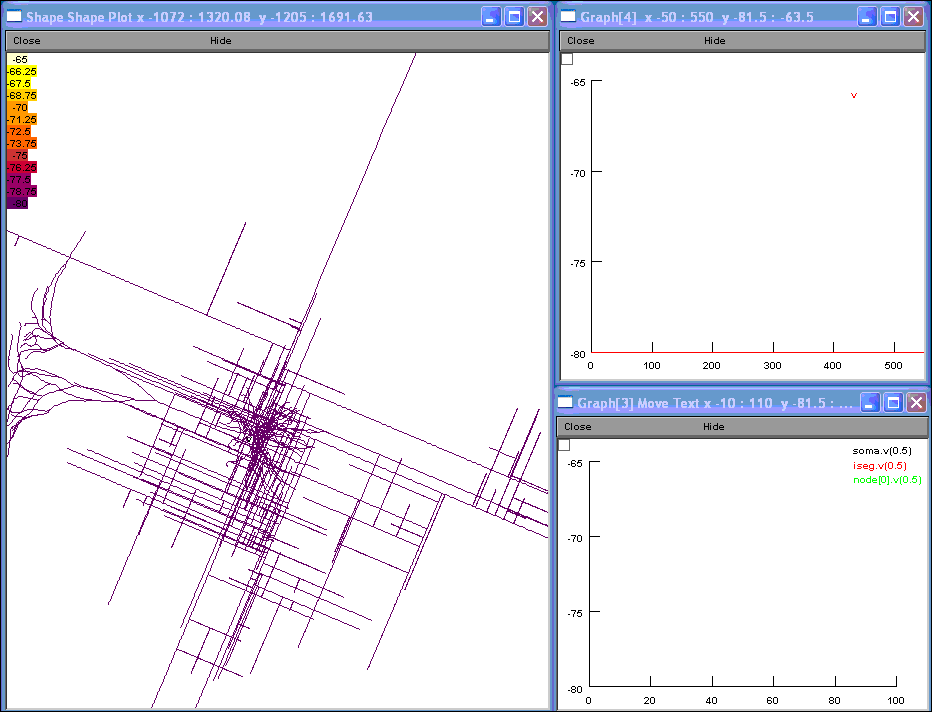 Shape Shape Plot x -1072 : 1320.08  y -1205 : 1691.63
Close Hide
-65
-66.25
-67.5
-68.75
-70
-71.25
-72.5
-73.75
-75
-76.25
-77.5
-78.75
-80
Graph[4]  x -50 : 550  y -81.5 : -63.5
Close Hide
v
-65
-70
-75
-80
0 100 200 300 400 500
Graph[3] Move Text x -10 : 110  y -81.5 : ...
Close Hide
soma.v(0.5)
iseg.v(0.5)
node[0].v(0.5)
-65
-70
-75
-80
0 20 40 60 80 100